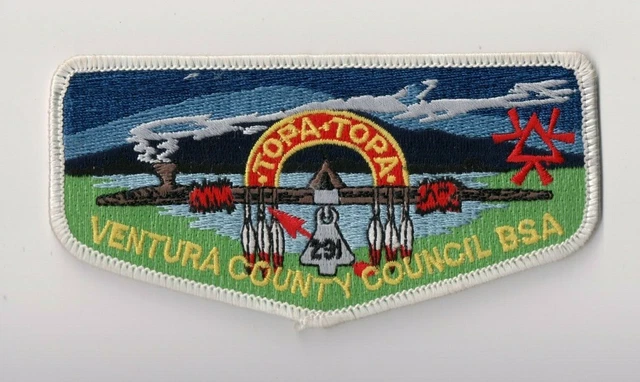 ·TOPA·TOPA·
291
VENTURA COUNTY COUNCIL BSA